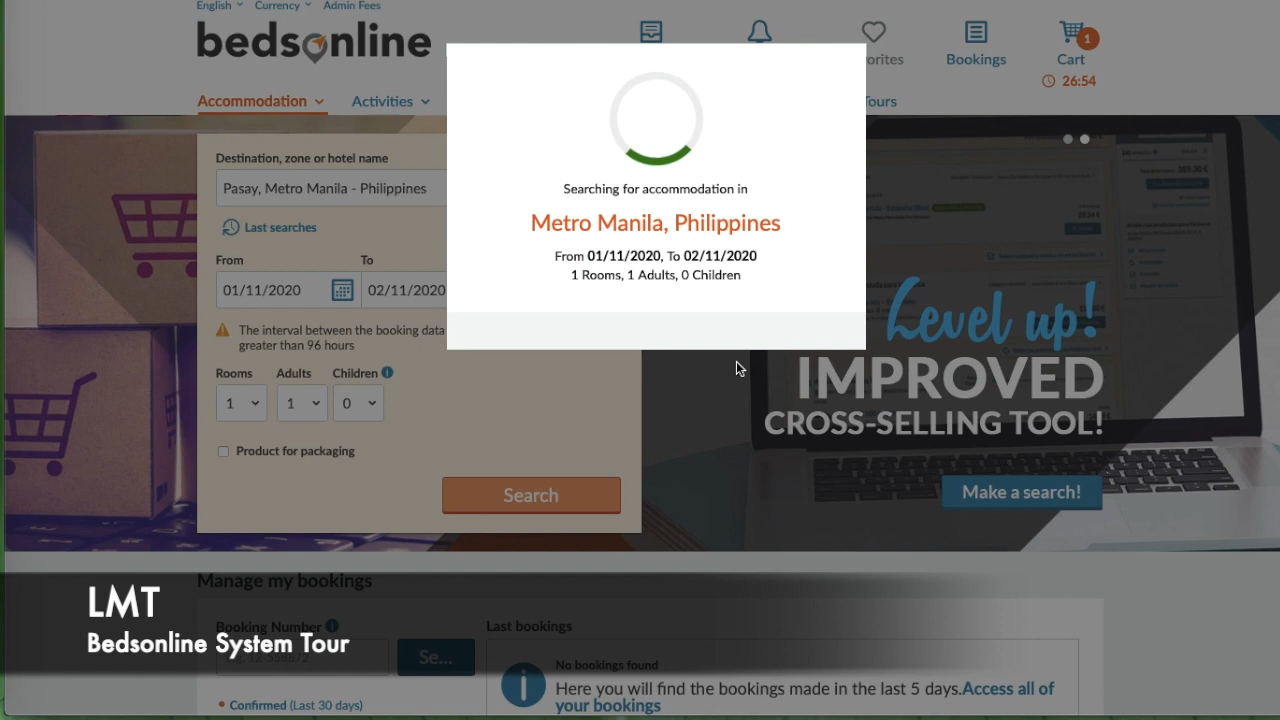 English
Currency
Admin Fees
bedsonline
orites
Bookings
1
Cart
26:54
Accommodation
Activities
Tours
Destination, zone or hotel name
Pasay, Metro Manila - Philippines
Last searches
From
To
01/11/2020
02/11/2020
The interval between the booking data
greater than 96 hours
Rooms
Adults
Children
1
1
0
Product for packaging
Search
Searching for accommodation in
Metro Manila, Philippines
From 01/11/2020, To 02/11/2020
1 Rooms, 1 Adults, 0 Children
Level up!
IMPROVED
CROSS-SELLING TOOL!
Make a search!
Manage my bookings
LMT
Bedsonline System Tour
Booking Number
Se...
Confirmed (Last 30 days)
Last bookings
No bookings found
Here you will find the bookings made in the last 5 days.Access all of
your bookings